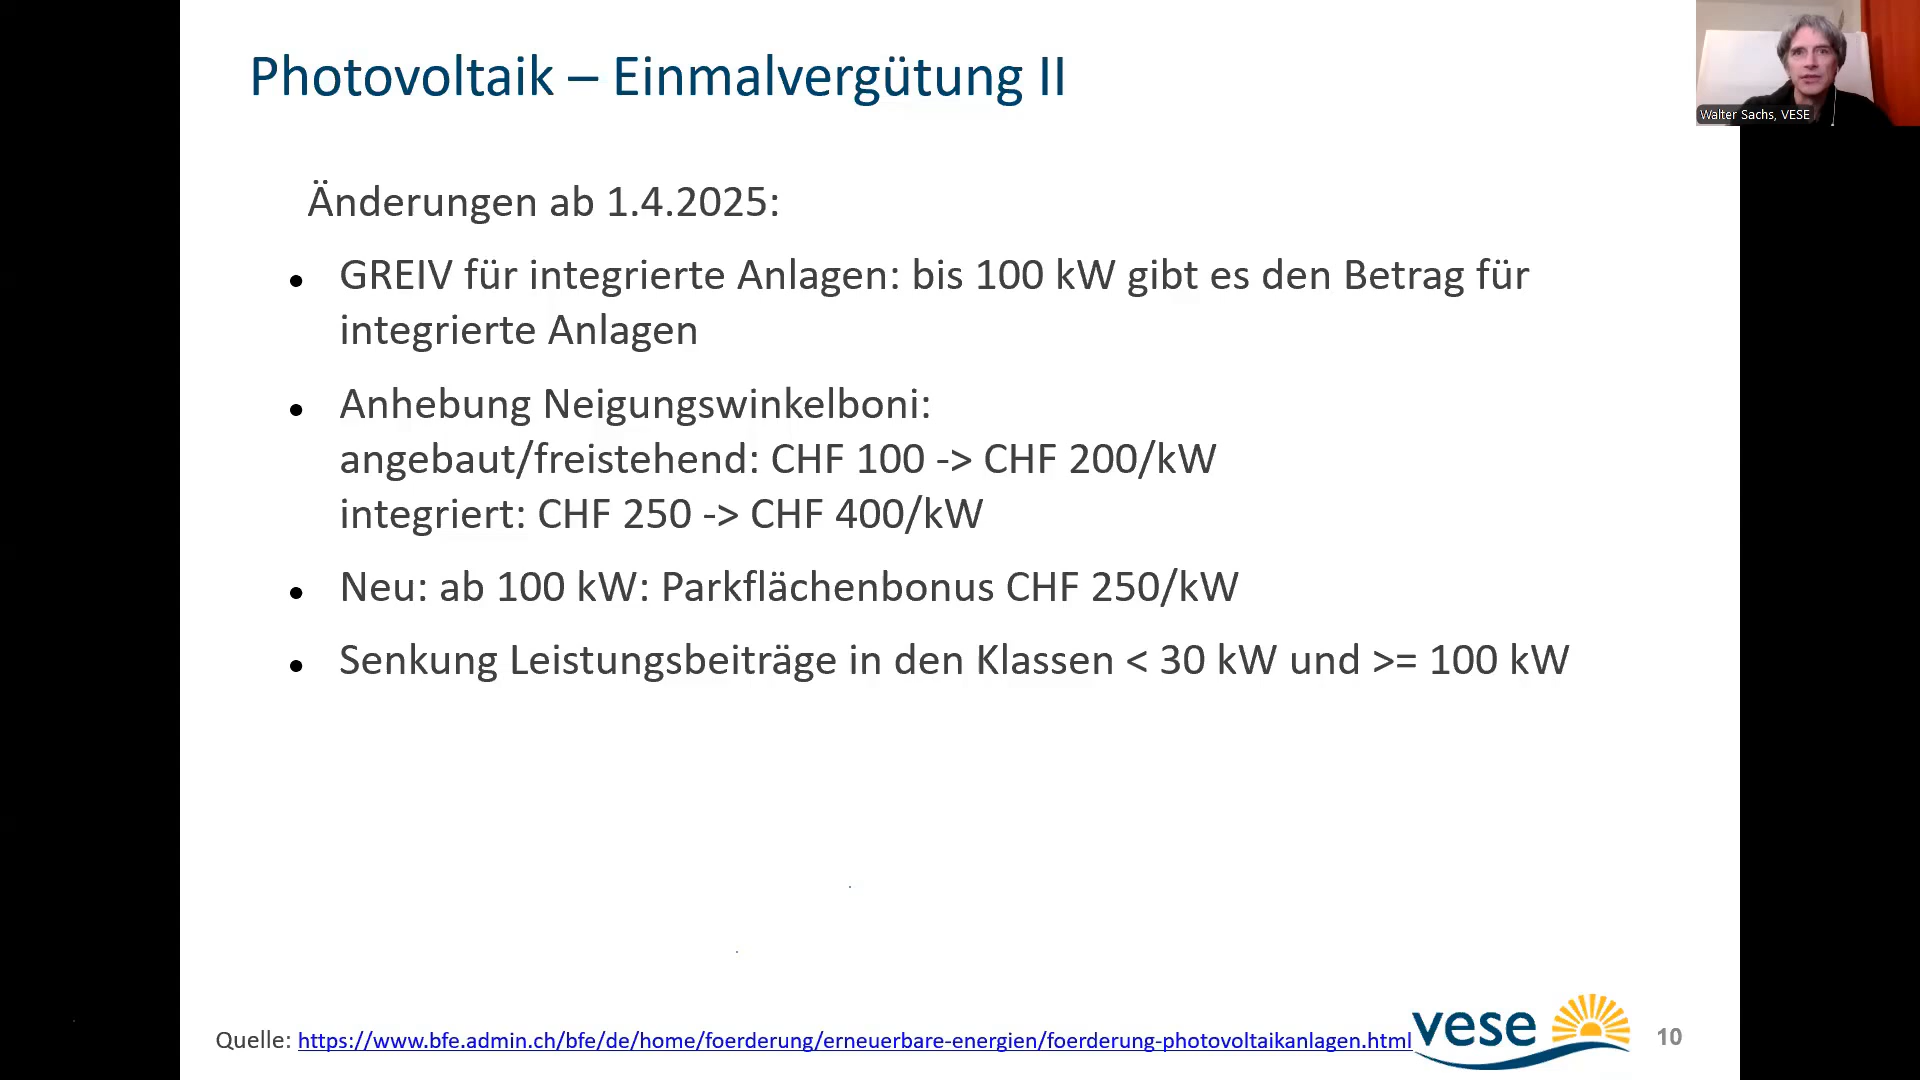 Photovoltaik – Einmalvergütung II
Walter Sachs, VESE
Änderungen ab 1.4.2025:
• GREIV für integrierte Anlagen: bis 100 kW gibt es den Betrag für
integrierte Anlagen
• Anhebung Neigungswinkelboni:
angebaut/freistehend: CHF 100 -> CHF 200/kW
integriert: CHF 250 -> CHF 400/kW
• Neu: ab 100 kW: Parkflächenbonus CHF 250/kW
• Senkung Leistungsbeiträge in den Klassen < 30 kW und >= 100 kW
Quelle: https://www.bfe.admin.ch/bfe/de/home/foerderung/erneuerbare-energien/foerderung-photovoltaikanlagen.html
vese
10